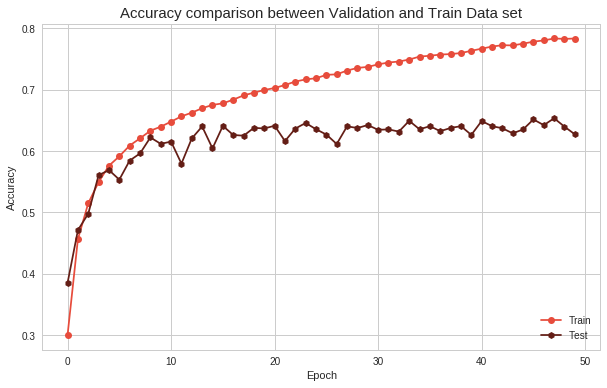 Accuracy comparison between Validation and Train Data set
0.8
0.7
0.6
0.5
0.4
0.3
Accuracy
0
10
20
30
40
50
Epoch
Train
Test